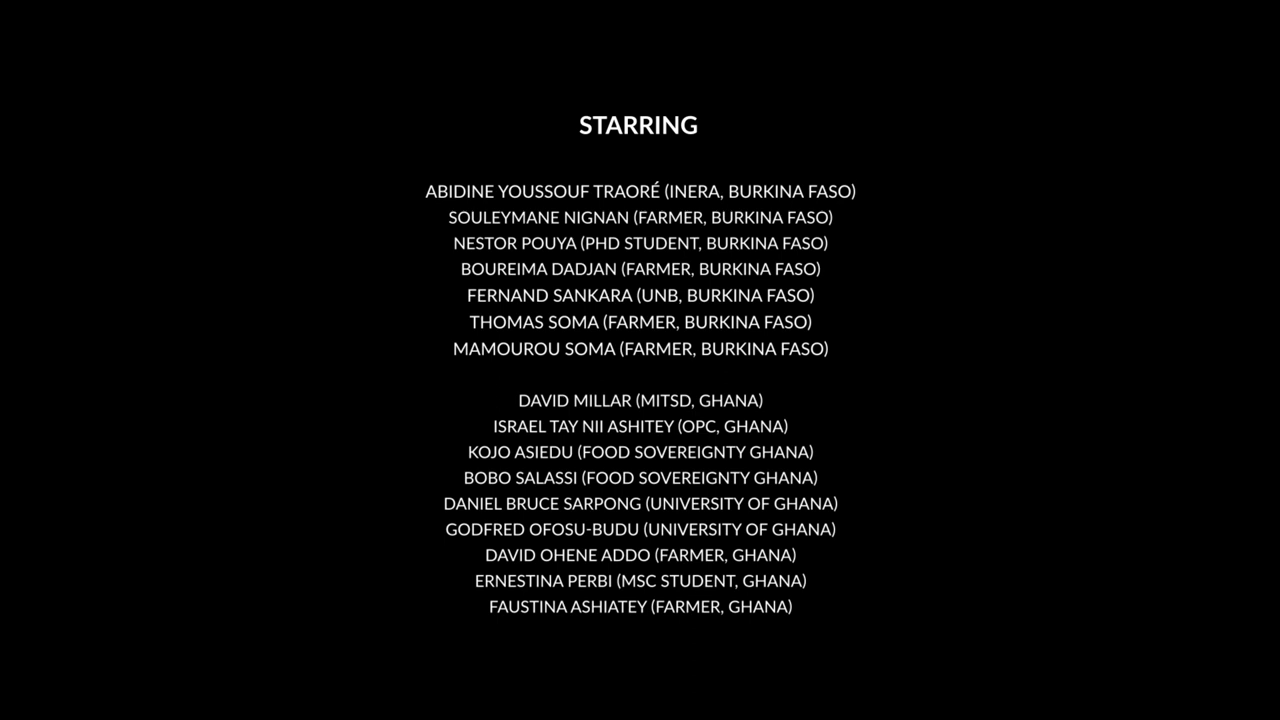 STARRING
ABIDINE YOUSSOUF TRAORÉ (INERA, BURKINA FASO)
SOULEYMANE NIGNAN (FARMER, BURKINA FASO)
NESTOR POUYA (PHD STUDENT, BURKINA FASO)
BOUREIMA DADJAN (FARMER, BURKINA FASO)
FERNAND SANKARA (UNB, BURKINA FASO)
THOMAS SOMA (FARMER, BURKINA FASO)
MAMOUROU SOMA (FARMER, BURKINA FASO)
DAVID MILLAR (MITSD, GHANA)
ISRAEL TAY NII ASHITEY (OPC, GHANA)
KOJO ASIEDU (FOOD SOVEREIGNTY GHANA)
BOBO SALASSI (FOOD SOVEREIGNTY GHANA)
DANIEL BRUCE SARPONG (UNIVERSITY OF GHANA)
GODFRED OFOSU-BUDU (UNIVERSITY OF GHANA)
DAVID OHENE ADDO (FARMER, GHANA)
ERNESTINA PERBI (MSC STUDENT, GHANA)
FAUSTINA ASHIATEY (FARMER, GHANA)